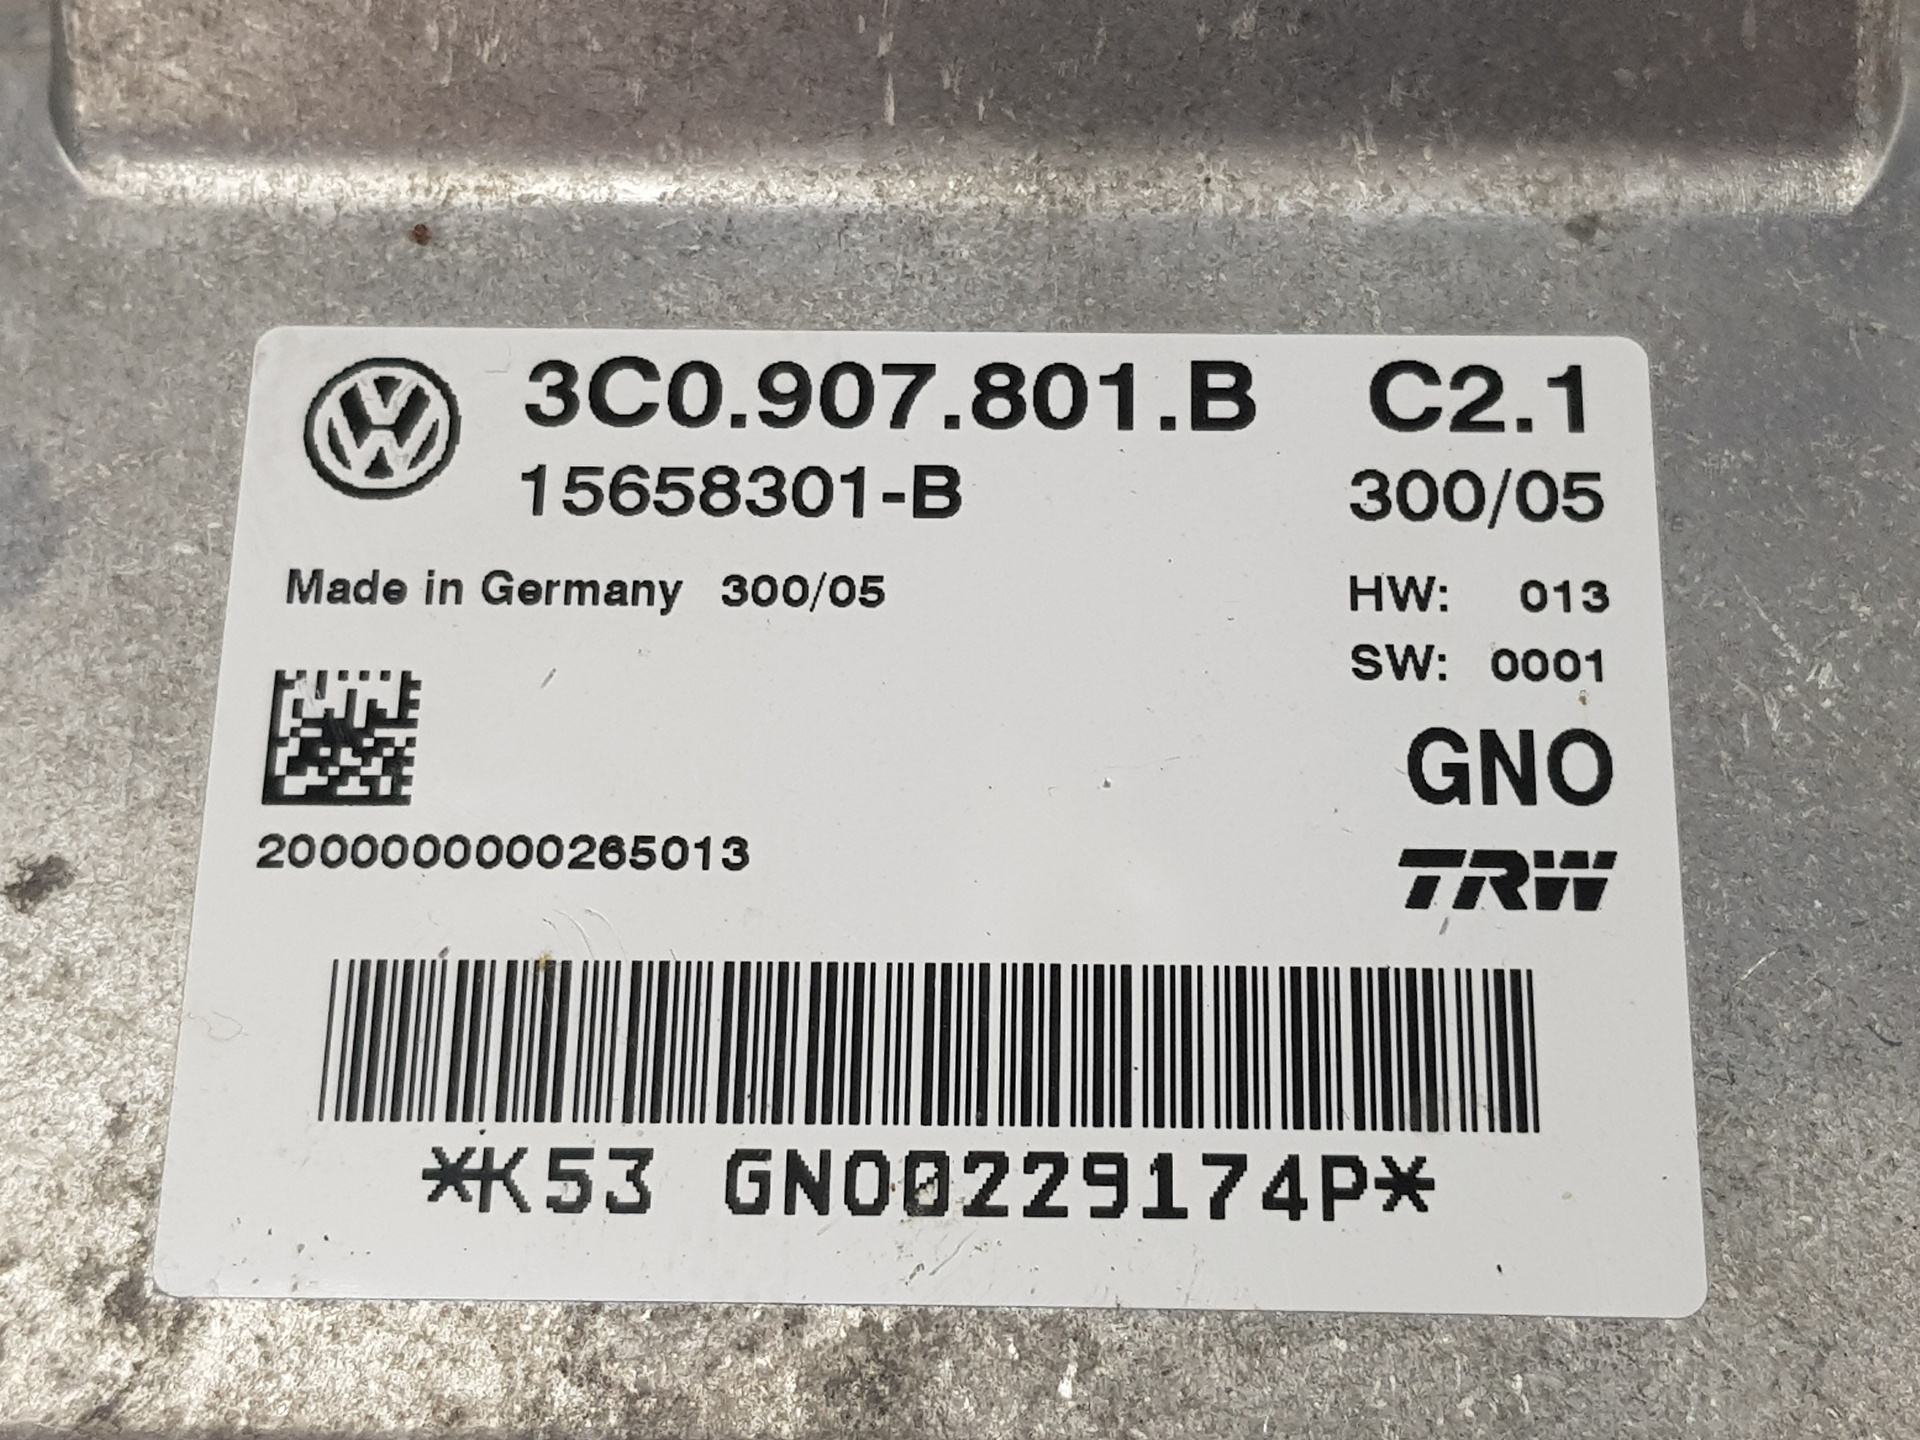 3C0.907.801.B C2.1
15658301-B 300/05
Made in Germany 300/05 HW: 013
SW: 0001
GNO
2000000000265013 TRW
*K53 GNO0229174P*